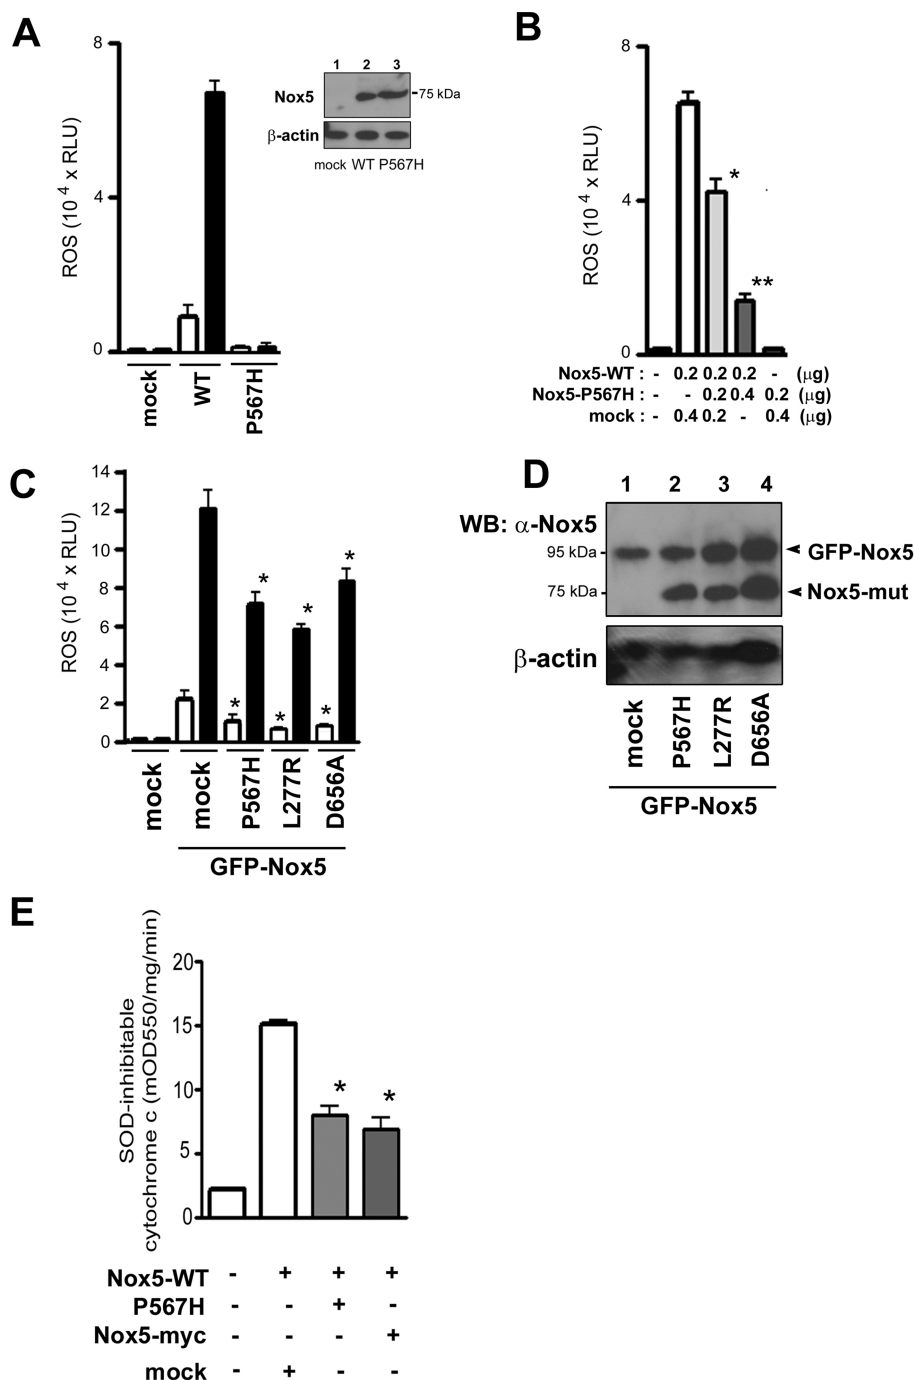 A
8
4
0
ROS (10 4 x RLU)
mock
WT
P567H
1 2 3
Nox5
75 kDa
β-actin
mock WT P567H
B
8
4
0
ROS (10 4 x RLU)
*
**
Nox5-WT : - 0.2 0.2 0.2 - (μg)
Nox5-P567H : - - 0.2 0.4 0.2 (μg)
mock : - 0.4 0.2 - 0.4 (μg)
C
14
12
10
8
6
4
2
0
ROS (10 4 x RLU)
* * *
* * *
mock
mock
P567H
L277R
D656A
GFP-Nox5
D
1 2 3 4
WB: α-Nox5
95 kDa
GFP-Nox5
75 kDa
Nox5-mut
β-actin
mock
P567H
L277R
D656A
GFP-Nox5
E
SOD-inhibitable
cytochrome c (mOD550/mg/min)
20
15
10
5
0
* *
Nox5-WT - + + +
P567H - - + -
Nox5-myc - - - +
mock - + - -